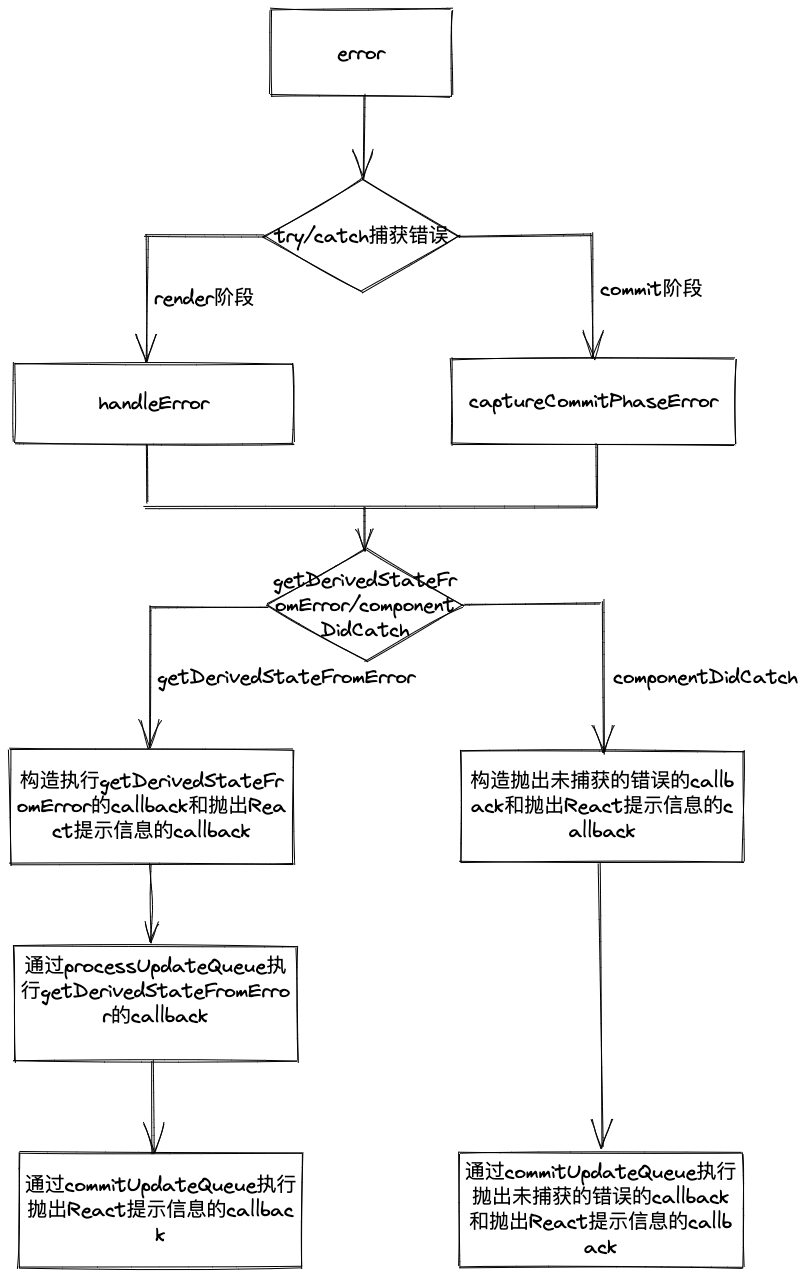 error
try/catch捕获错误
render阶段
commit阶段
handleError
captureCommitPhaseError
getDerivedStateFr
omError/component
DidCatch
getDerivedStateFromError
componentDidCatch
构造执行getDerivedStateFr
omError的callback和抛出Rea
ct提示信息的callback
构造抛出未捕获的错误的callb
ack和抛出React提示信息的c
allback
通过processUpdateQueue执
行getDerivedStateFromErro
r的callback
通过commitUpdateQueue执行
抛出React提示信息的callbac
k
通过commitUpdateQueue执行
抛出未捕获的错误的callback
和抛出React提示信息的callb
ack